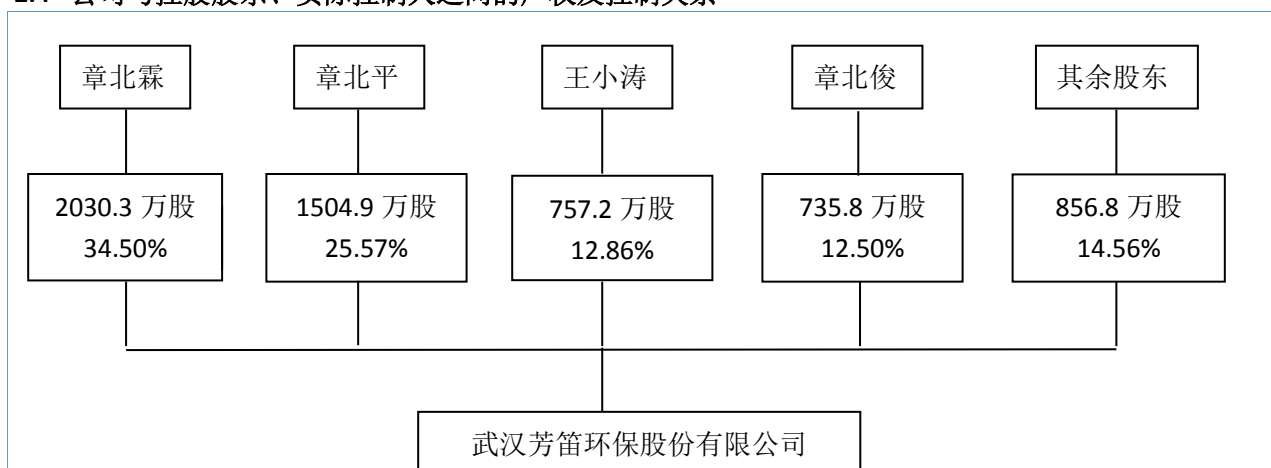 章北霖
章北平
王小涛
章北俊
其余股东
2030.3 万股
34.50%
1504.9 万股
25.57%
757.2 万股
12.86%
735.8 万股
12.50%
856.8 万股
14.56%
武汉芳笛环保股份有限公司